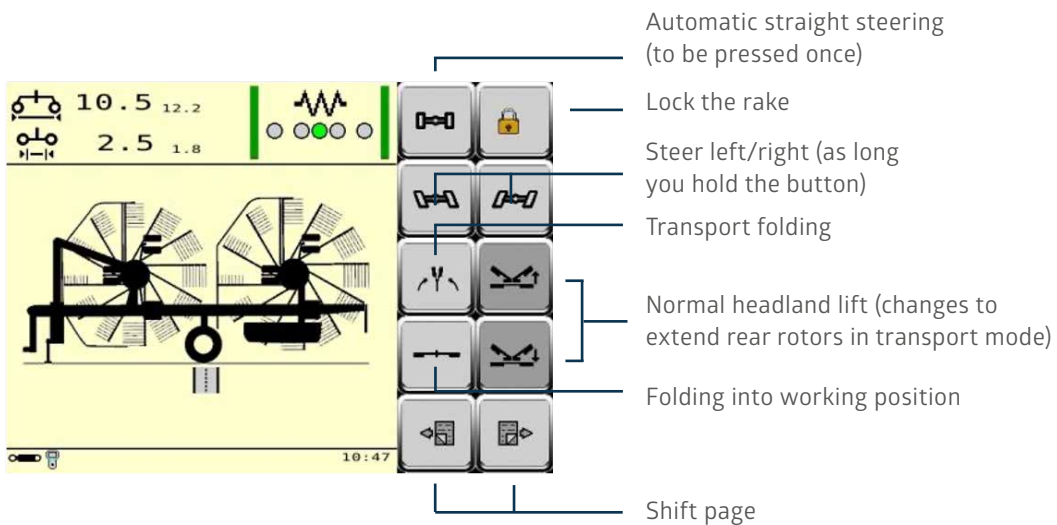 Automatic straight steering
(to be pressed once)
10.5 12.2
2.5 1.8
Lock the rake
Steer left/right (as long
you hold the button)
Transport folding
Normal headland lift (changes to
extend rear rotors in transport mode)
Folding into working position
10:47
Shift page